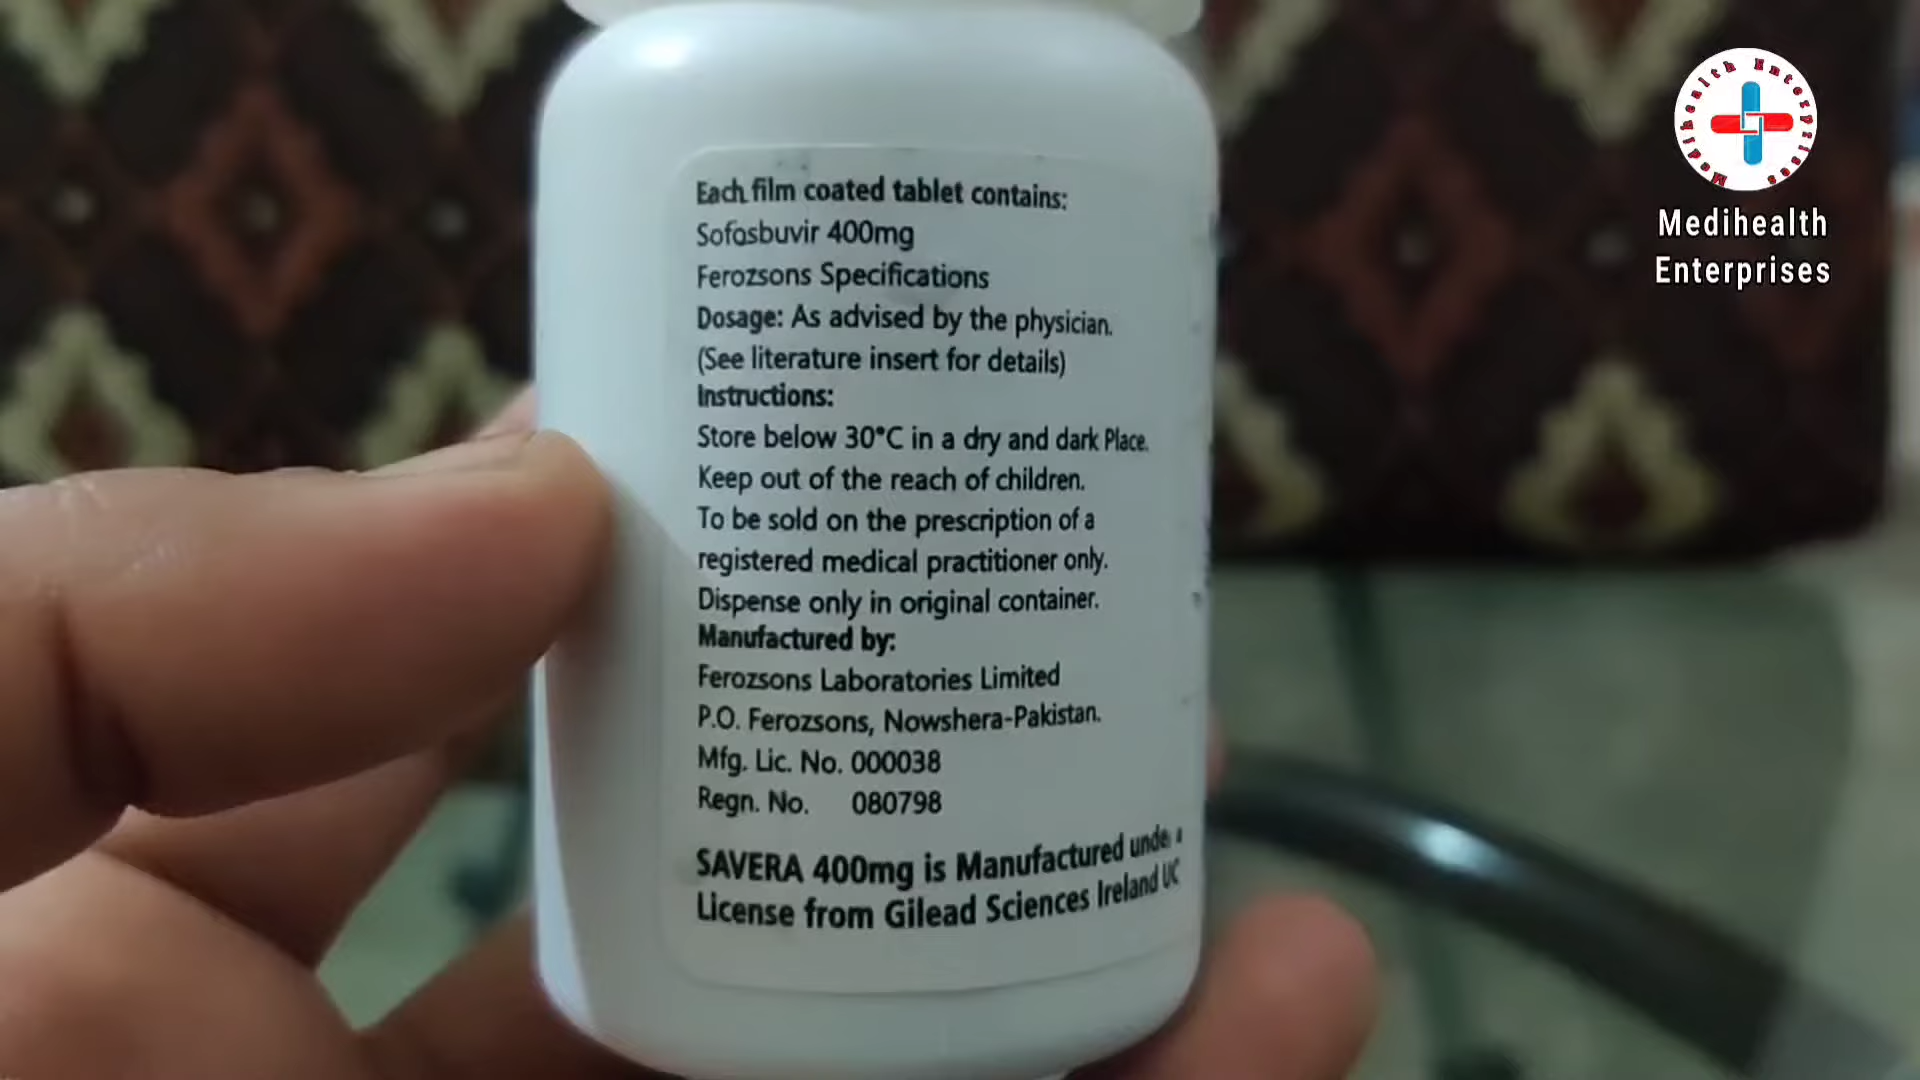 Each film coated tablet contains:
Sofosbuvir 400mg
Ferozsons Specifications
Dosage: As advised by the physician.
(See literature insert for details)
Instructions:
Store below 30°C in a dry and dark Place.
Keep out of the reach of children.
To be sold on the prescription of a
registered medical practitioner only.
Dispense only in original container.
Manufactured by:
Ferozsons Laboratories Limited
P.O. Ferozsons, Nowshera-Pakistan.
Mfg. Lic. No. 000038
Regn. No. 080798
SAVERA 400mg is Manufactured under a
License from Gilead Sciences Ireland UC
Medihealth Enterprises
Medihealth
Enterprises